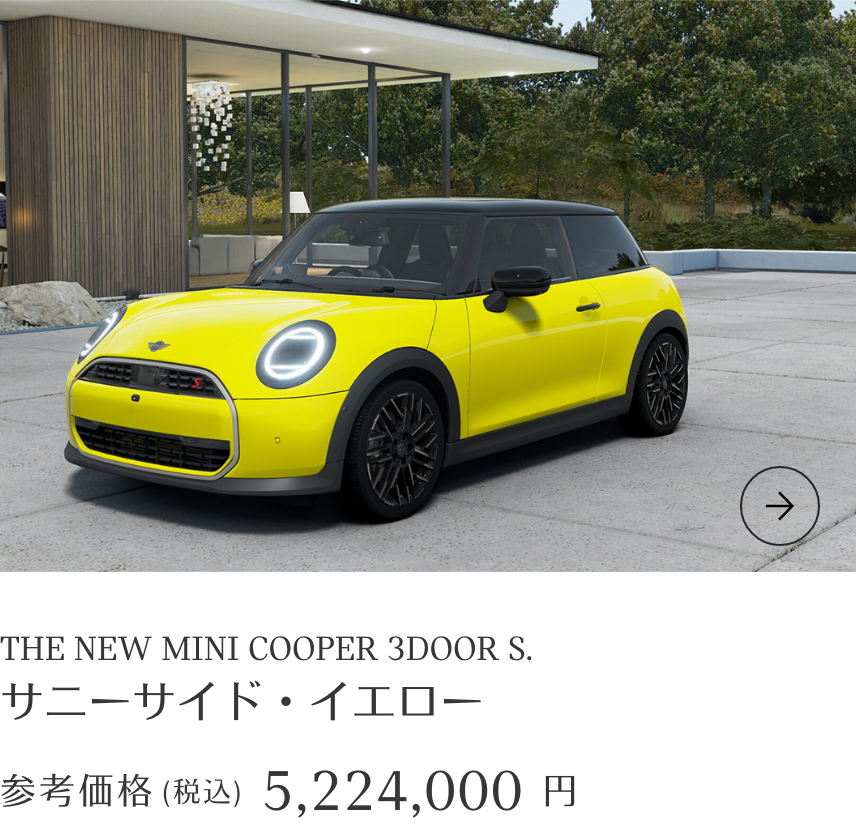 S
THE NEW MINI COOPER 3DOOR S.
サニーサイド・イエロー
参考価格 (税込) 5,224,000 円